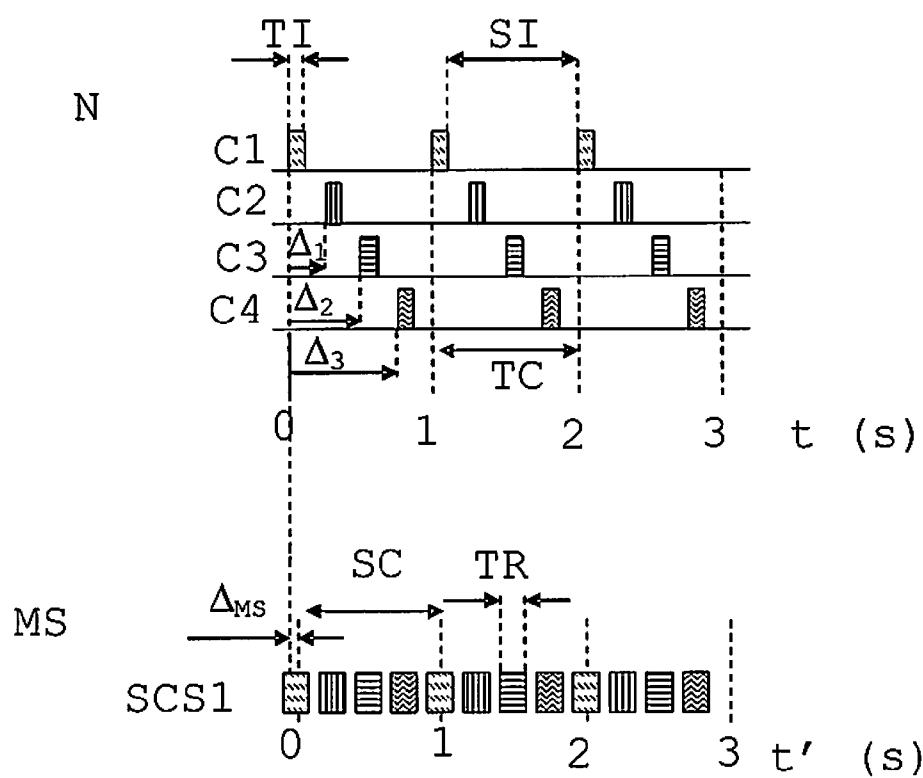 TI
SI
N
C1
C2
C3
Δ1
C4
Δ2
Δ3
TC
0 1 2 3 t (s)
SC
TR
ΔMS
MS
SCS1
0 1 2 3 t' (s)